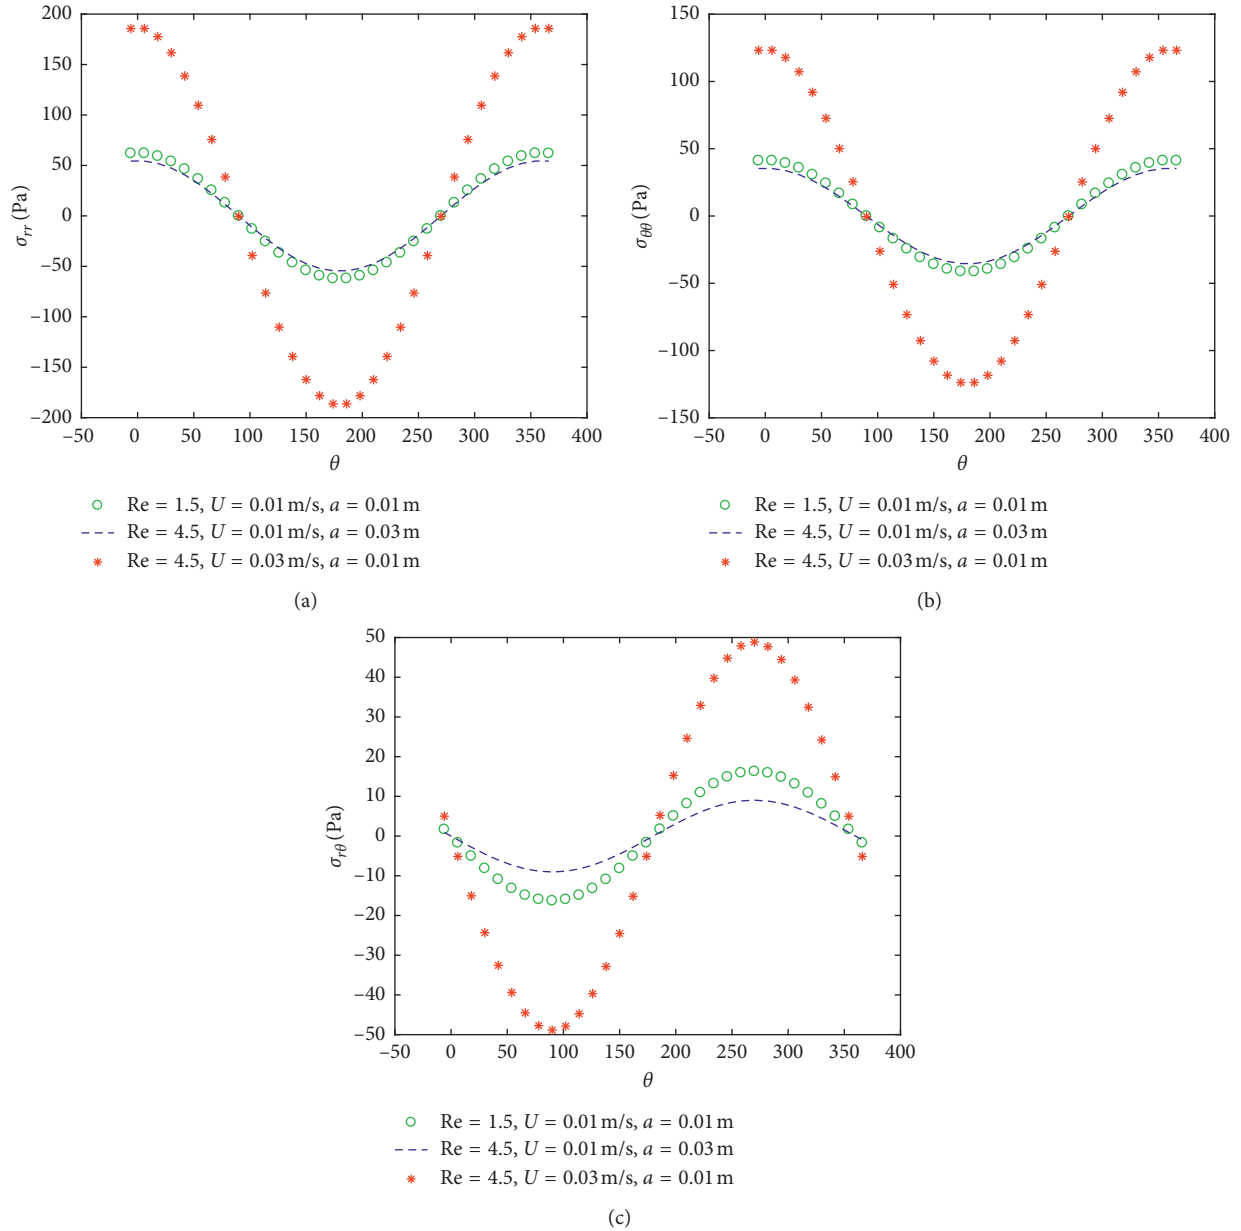 200
150
100
50
0
−50
−100
−150
−200
σrr (Pa)
−50 0 50 100 150 200 250 300 350 400
θ
Re = 1.5, U = 0.01 m/s, a = 0.01 m
Re = 4.5, U = 0.01 m/s, a = 0.03 m
Re = 4.5, U = 0.03 m/s, a = 0.01 m
(a)
150
100
50
0
−50
−100
−150
σθθ (Pa)
−50 0 50 100 150 200 250 300 350 400
θ
Re = 1.5, U = 0.01 m/s, a = 0.01 m
Re = 4.5, U = 0.01 m/s, a = 0.03 m
Re = 4.5, U = 0.03 m/s, a = 0.01 m
(b)
50
40
30
20
10
0
−10
−20
−30
−40
−50
σrθ (Pa)
−50 0 50 100 150 200 250 300 350 400
θ
Re = 1.5, U = 0.01 m/s, a = 0.01 m
Re = 4.5, U = 0.01 m/s, a = 0.03 m
Re = 4.5, U = 0.03 m/s, a = 0.01 m
(c)